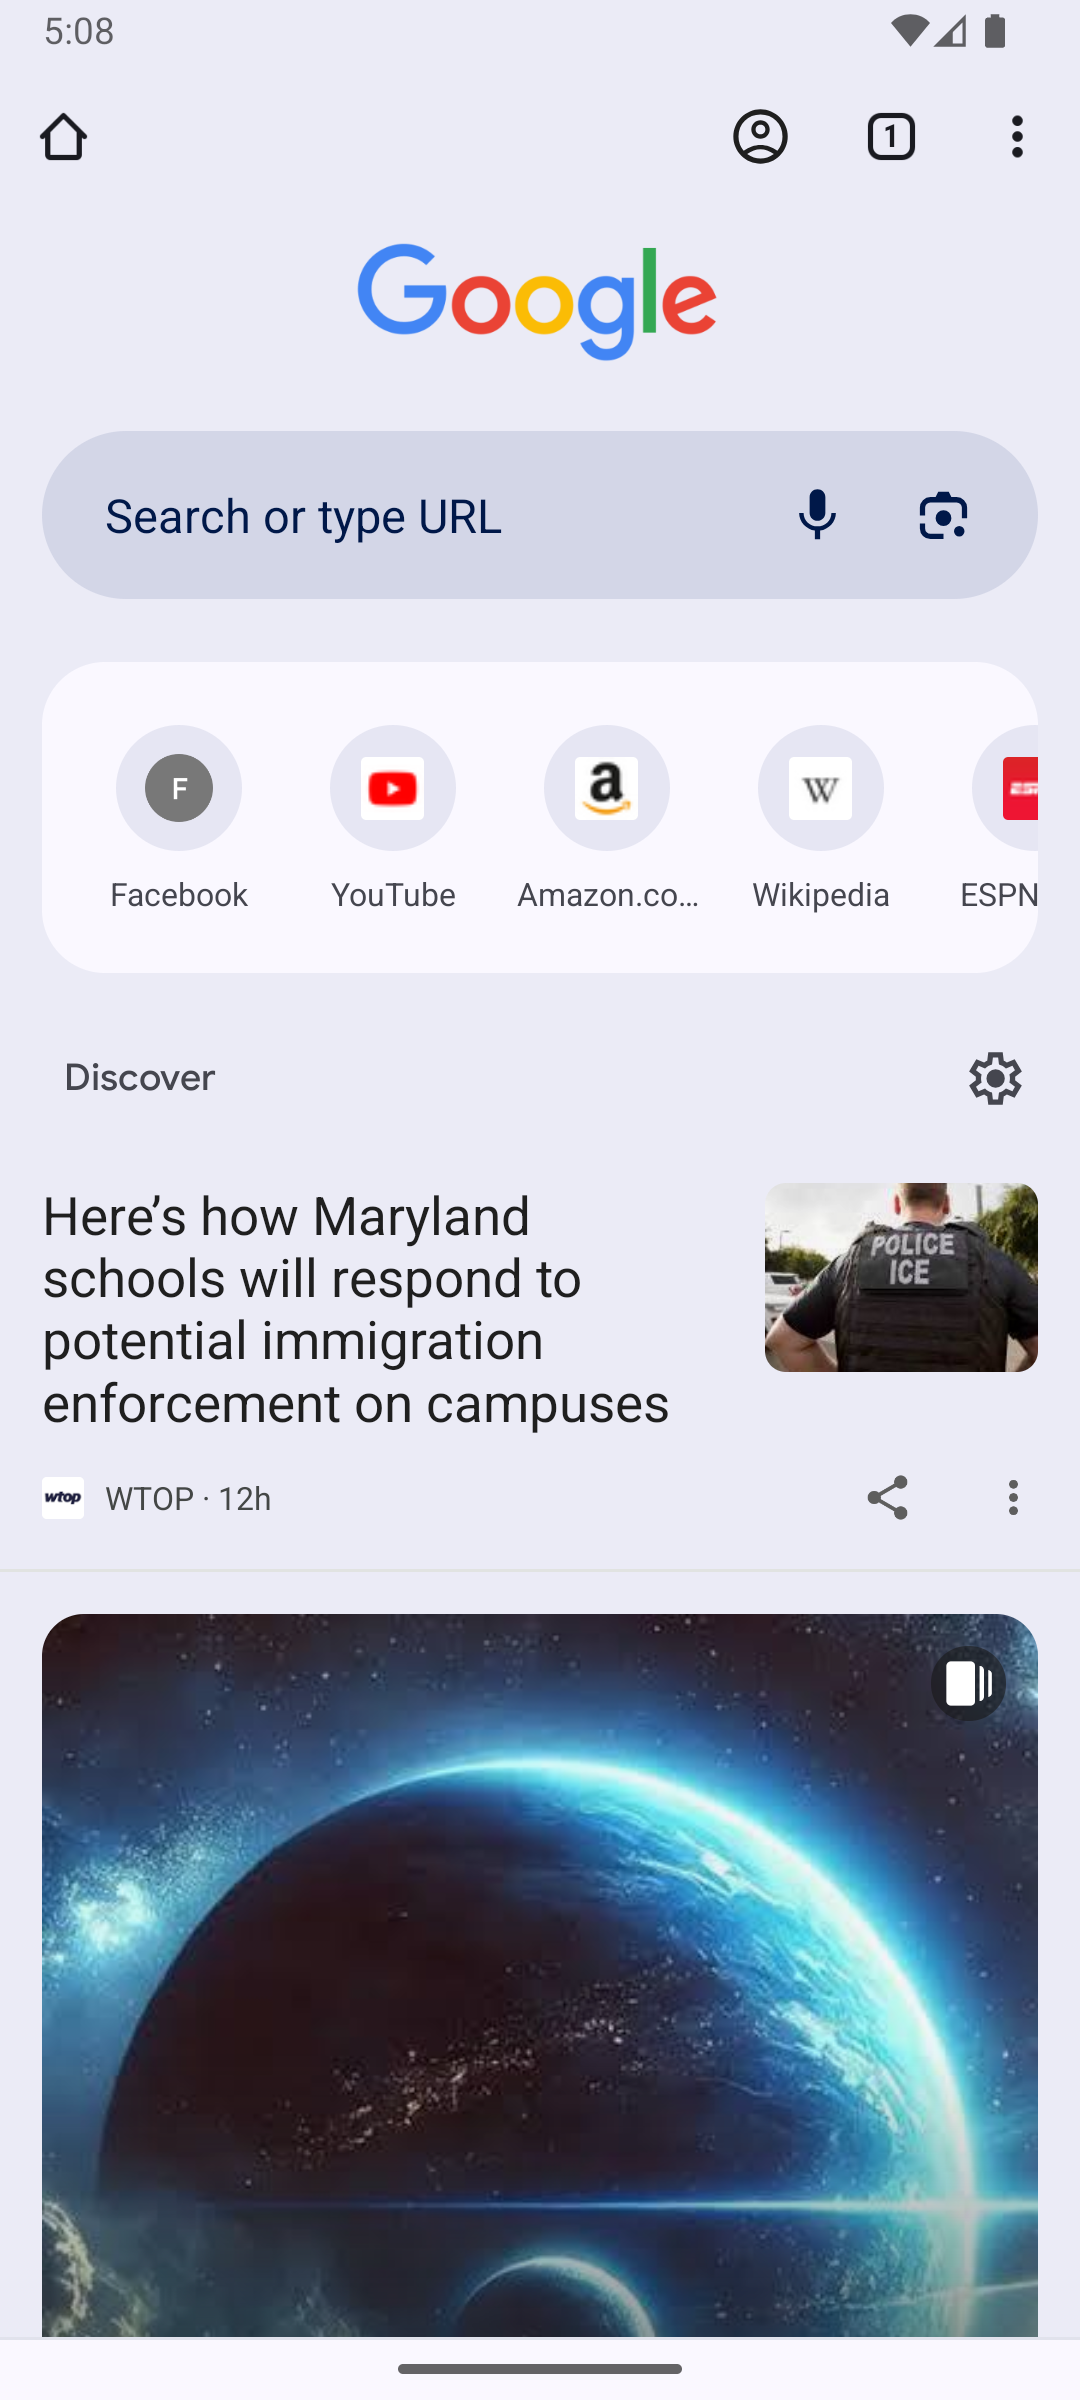 5:08
1
Google
Search or type URL
F
a
W
Facebook
YouTube
Amazon.co...
Wikipedia
ESPN
Discover
Here’s how Maryland
schools will respond to
potential immigration
enforcement on campuses
POLICE
ICE
wtop
WTOP · 12h